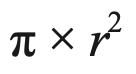 π × r²